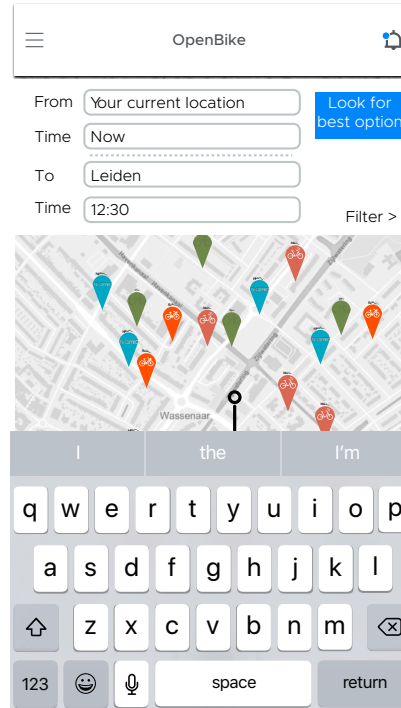 OpenBike
From Your current location
Look for
best option
Time Now
To Leiden
Time 12:30
Filter >
Wassenaar
I the I'm
q w e r t y u i o p
a s d f g h j k l
z x c v b n m
123 space return